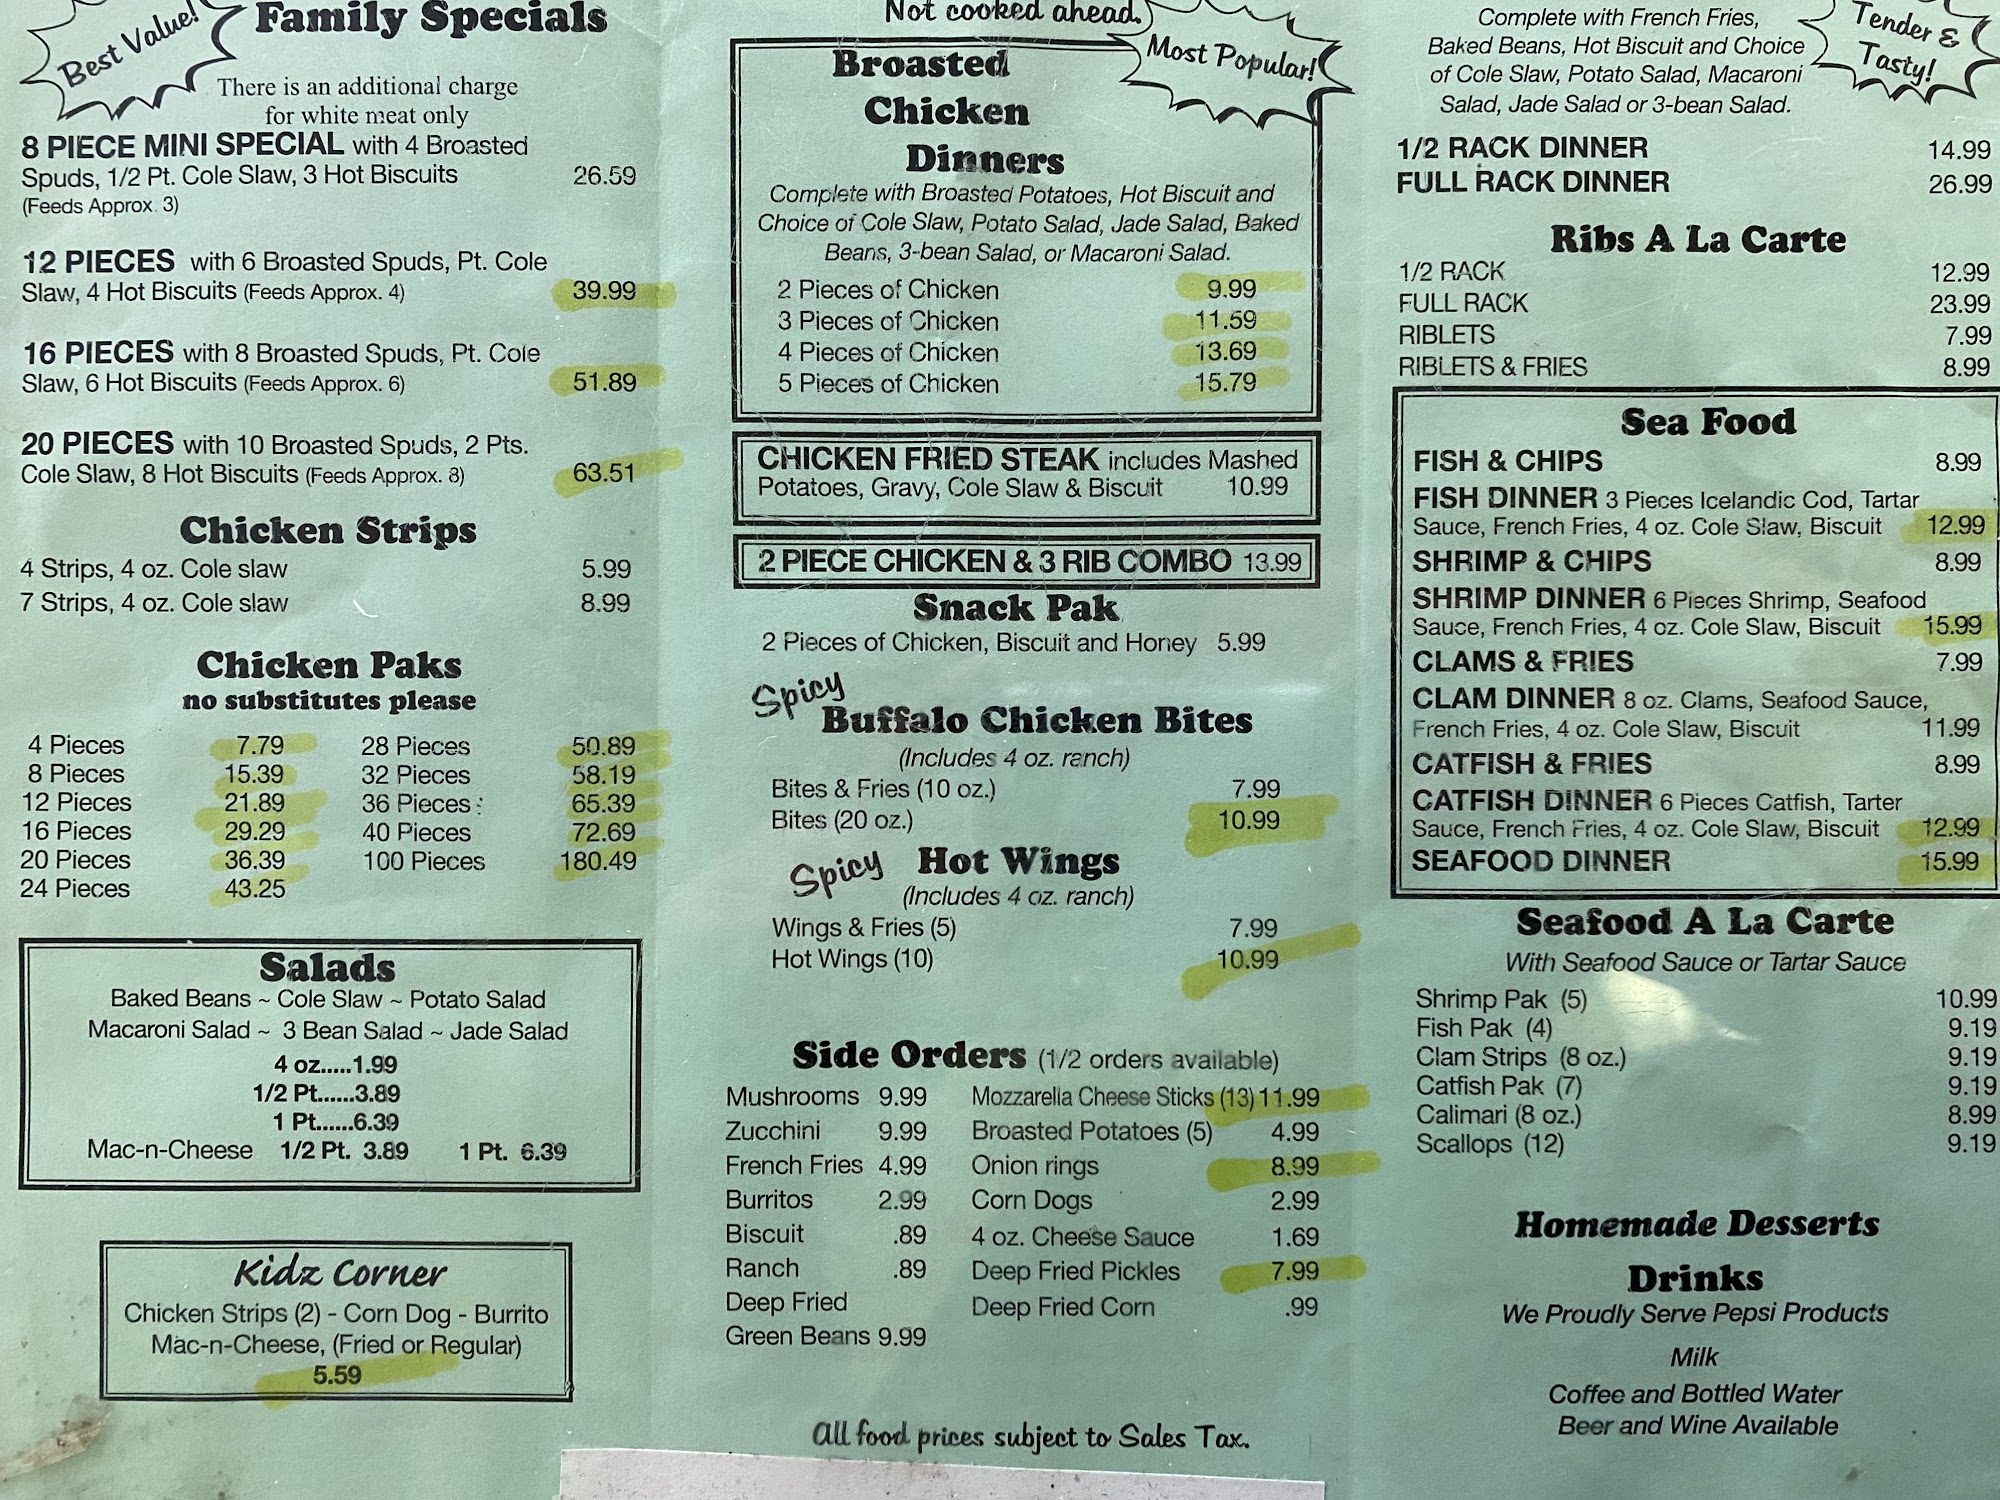 Best Value!
Family Specials
There is an additional charge
for white meat only
8 PIECE MINI SPECIAL with 4 Broasted
Spuds, 1/2 Pt. Cole Slaw, 3 Hot Biscuits 26.59
(Feeds Approx. 3)
12 PIECES with 6 Broasted Spuds, Pt. Cole
Slaw, 4 Hot Biscuits (Feeds Approx. 4) 39.99
16 PIECES with 8 Broasted Spuds, Pt. Cole
Slaw, 6 Hot Biscuits (Feeds Approx. 6) 51.89
20 PIECES with 10 Broasted Spuds, 2 Pts.
Cole Slaw, 8 Hot Biscuits (Feeds Approx. 8) 63.51
Chicken Strips
4 Strips, 4 oz. Cole slaw 5.99
7 Strips, 4 oz. Cole slaw 8.99
Chicken Paks
no substitutes please
4 Pieces 7.79 28 Pieces 50.89
8 Pieces 15.39 32 Pieces 58.19
12 Pieces 21.89 36 Pieces 65.39
16 Pieces 29.29 40 Pieces 72.69
20 Pieces 36.39 100 Pieces 180.49
24 Pieces 43.25
Salads
Baked Beans ~ Cole Slaw ~ Potato Salad
Macaroni Salad ~ 3 Bean Salad ~ Jade Salad
4 oz.....1.99
1/2 Pt......3.89
1 Pt......6.39
Mac-n-Cheese 1/2 Pt. 3.89 1 Pt. 6.39
Kidz Corner
Chicken Strips (2) - Corn Dog - Burrito
Mac-n-Cheese, (Fried or Regular)
5.59
Not cooked ahead.
Most Popular!
Broasted
Chicken
Dinners
Complete with Broasted Potatoes, Hot Biscuit and
Choice of Cole Slaw, Potato Salad, Jade Salad, Baked
Beans, 3-bean Salad, or Macaroni Salad.
2 Pieces of Chicken 9.99
3 Pieces of Chicken 11.59
4 Pieces of Chicken 13.69
5 Pieces of Chicken 15.79
CHICKEN FRIED STEAK includes Mashed
Potatoes, Gravy, Cole Slaw & Biscuit 10.99
2 PIECE CHICKEN & 3 RIB COMBO 13.99
Snack Pak
2 Pieces of Chicken, Biscuit and Honey 5.99
Spicy
Buffalo Chicken Bites
(Includes 4 oz. ranch)
Bites & Fries (10 oz.) 7.99
Bites (20 oz.) 10.99
Spicy Hot Wings
(Includes 4 oz. ranch)
Wings & Fries (5) 7.99
Hot Wings (10) 10.99
Side Orders (1/2 orders available)
Mushrooms 9.99 Mozzarella Cheese Sticks (13) 11.99
Zucchini 9.99 Broasted Potatoes (5) 4.99
French Fries 4.99 Onion rings 8.99
Burritos 2.99 Corn Dogs 2.99
Biscuit .89 4 oz. Cheese Sauce 1.69
Ranch .89 Deep Fried Pickles 7.99
Deep Fried Deep Fried Corn .99
Green Beans 9.99
All food prices subject to Sales Tax.
Complete with French Fries,
Baked Beans, Hot Biscuit and Choice
of Cole Slaw, Potato Salad, Macaroni
Salad, Jade Salad or 3-bean Salad.
Tender &
Tasty!
1/2 RACK DINNER 14.99
FULL RACK DINNER 26.99
Ribs A La Carte
1/2 RACK 12.99
FULL RACK 23.99
RIBLETS 7.99
RIBLETS & FRIES 8.99
Sea Food
FISH & CHIPS 8.99
FISH DINNER 3 Pieces Icelandic Cod, Tartar
Sauce, French Fries, 4 oz. Cole Slaw, Biscuit 12.99
SHRIMP & CHIPS 8.99
SHRIMP DINNER 6 Pieces Shrimp, Seafood
Sauce, French Fries, 4 oz. Cole Slaw, Biscuit 15.99
CLAMS & FRIES 7.99
CLAM DINNER 8 oz. Clams, Seafood Sauce,
French Fries, 4 oz. Cole Slaw, Biscuit 11.99
CATFISH & FRIES 8.99
CATFISH DINNER 6 Pieces Catfish, Tarter
Sauce, French Fries, 4 oz. Cole Slaw, Biscuit 12.99
SEAFOOD DINNER 15.99
Seafood A La Carte
With Seafood Sauce or Tartar Sauce
Shrimp Pak (5) 10.99
Fish Pak (4) 9.19
Clam Strips (8 oz.) 9.19
Catfish Pak (7) 9.19
Calimari (8 oz.) 8.99
Scallops (12) 9.19
Homemade Desserts
Drinks
We Proudly Serve Pepsi Products
Milk
Coffee and Bottled Water
Beer and Wine Available